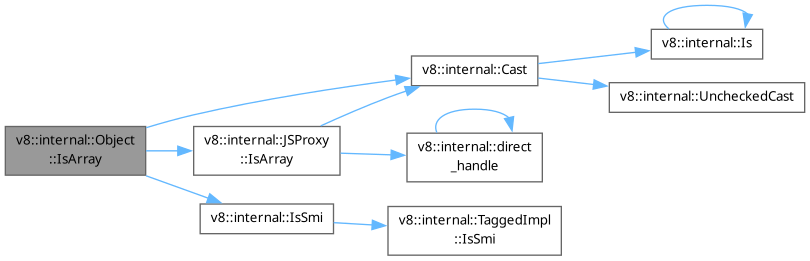 v8::internal::Object
::IsArray
v8::internal::JSProxy
::IsArray
v8::internal::IsSmi
v8::internal::Cast
v8::internal::direct
_handle
v8::internal::TaggedImpl
::IsSmi
v8::internal::Is
v8::internal::UncheckedCast